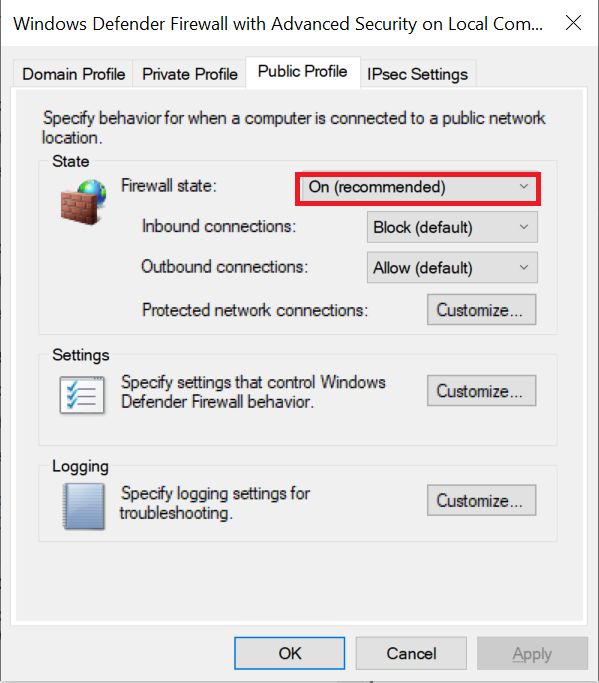 Windows Defender Firewall with Advanced Security on Local Com...
Domain Profile Private Profile Public Profile IPsec Settings
Specify behavior for when a computer is connected to a public network
location.
State
Firewall state: On (recommended)
Inbound connections: Block (default)
Outbound connections: Allow (default)
Protected network connections: Customize...
Settings
Specify settings that control Windows
Defender Firewall behavior.
Customize...
Logging
Specify logging settings for
troubleshooting.
Customize...
OK Cancel Apply